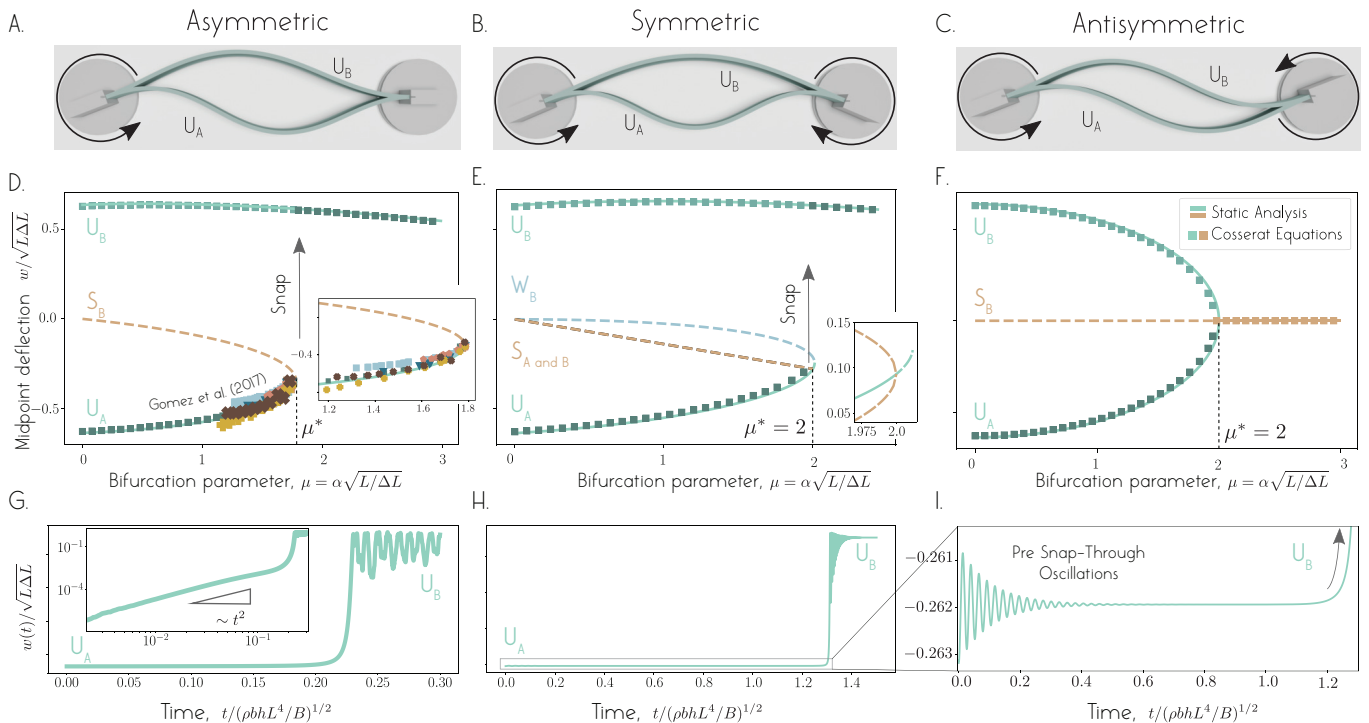 A.
Asymmetric
B.
Symmetric
C.
Antisymmetric
U_B
U_A
U_B
U_A
U_B
U_A
D.
E.
F.
Midpoint deflection w/√LΔL
0.5
0.0
−0.5
U_B
S_B
U_A
Gomez et al. (2017)
Snap
−0.4
1.2
1.4
1.6
1.8
μ*
0
1
2
3
Bifurcation parameter, μ = α√L/ΔL
U_B
W_B
S_A and B
U_A
Snap
0.15
0.10
0.05
1.975
2.0
μ* = 2
0
1
2
Bifurcation parameter, μ = α√L/ΔL
Static Analysis
Cosserat Equations
U_B
S_B
U_A
μ* = 2
0
1
2
3
Bifurcation parameter, μ = α√L/ΔL
G.
H.
I.
w(t)/√LΔL
10⁻¹
10⁻⁴
10⁻²
10⁻¹
∼ t²
U_A
U_B
0.00
0.05
0.10
0.15
0.20
0.25
0.30
Time, t/(ρbhL⁴/B)^1/2
U_A
U_B
0.0
0.2
0.4
0.6
0.8
1.0
1.2
1.4
Time, t/(ρbhL⁴/B)^1/2
−0.261
−0.262
−0.263
Pre Snap-Through
Oscillations
U_B
0.0
0.2
0.4
0.6
0.8
1.0
1.2
Time, t/(ρbhL⁴/B)^1/2